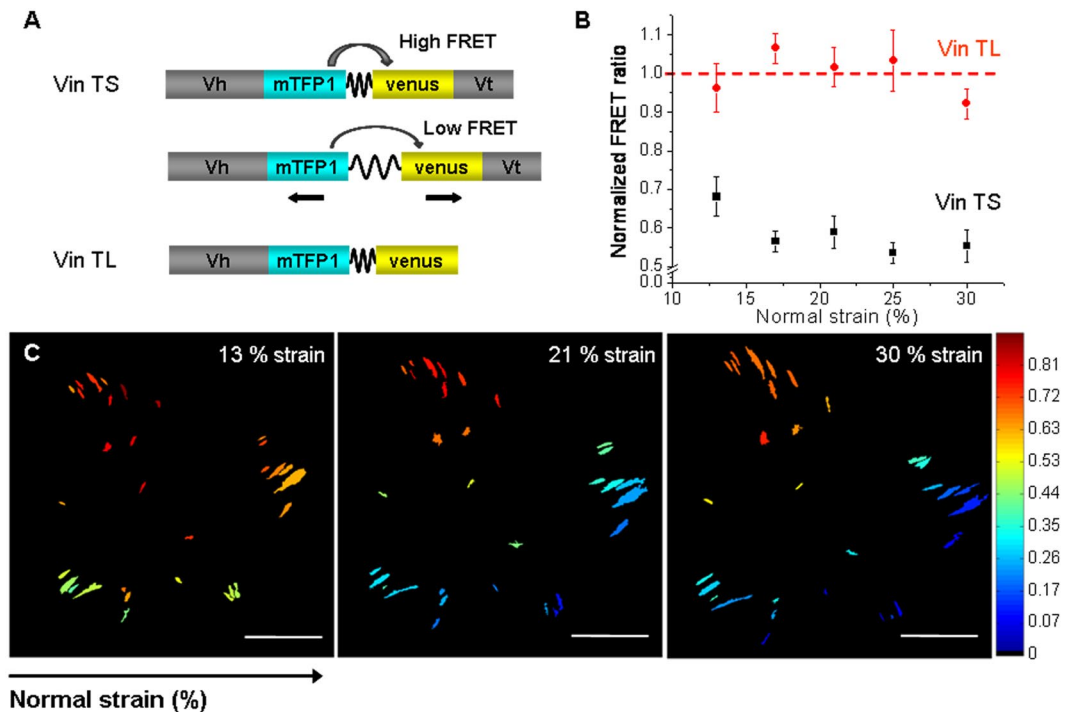 A
High FRET
Vin TS
Vh mTFP1 venus Vt
Low FRET
Vh mTFP1 venus Vt
Vin TL
Vh mTFP1 venus
B
Normalized FRET ratio
1.1
1.0
0.9
0.8
0.7
0.6
0.5
0.0
Vin TL
Vin TS
10 15 20 25 30
Normal strain (%)
C
13 % strain
21 % strain
30 % strain
0.81
0.72
0.63
0.53
0.44
0.35
0.26
0.17
0.07
0
Normal strain (%)